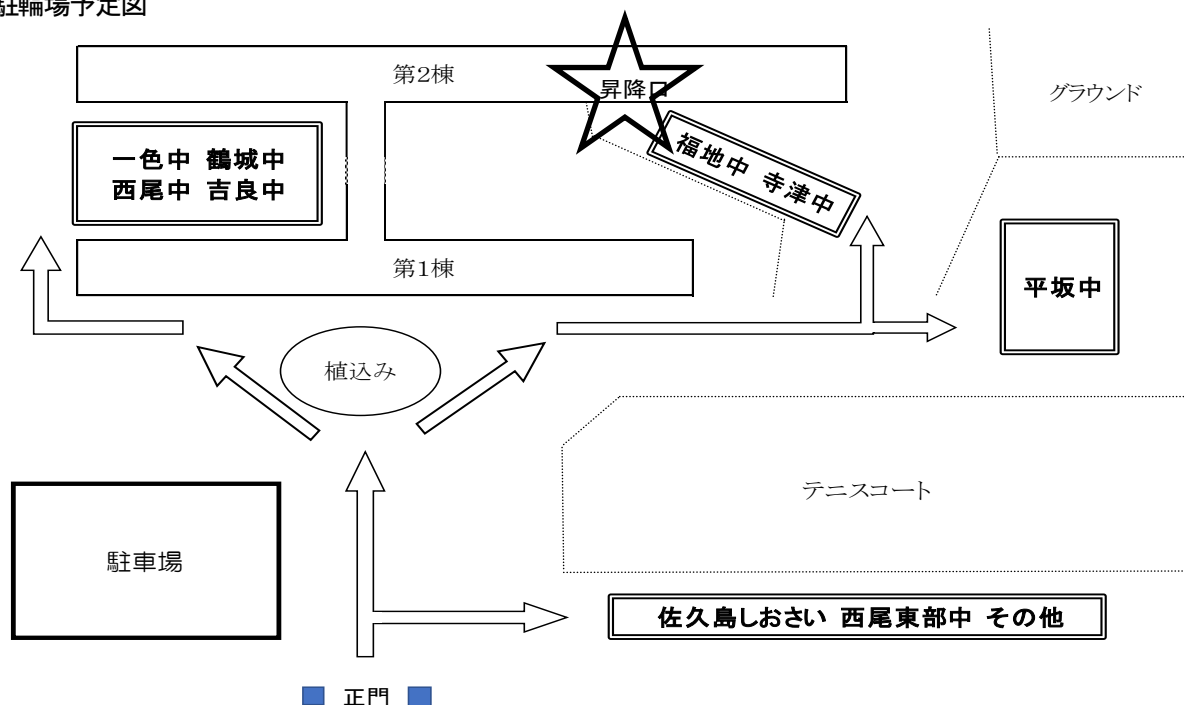 駐輪場予定図
第2棟
昇降口
グラウンド
一色中 鶴城中
西尾中 吉良中
福地中 寺津中
第1棟
平坂中
植込み
テニスコート
駐車場
佐久島しおさい 西尾東部中 その他
正門